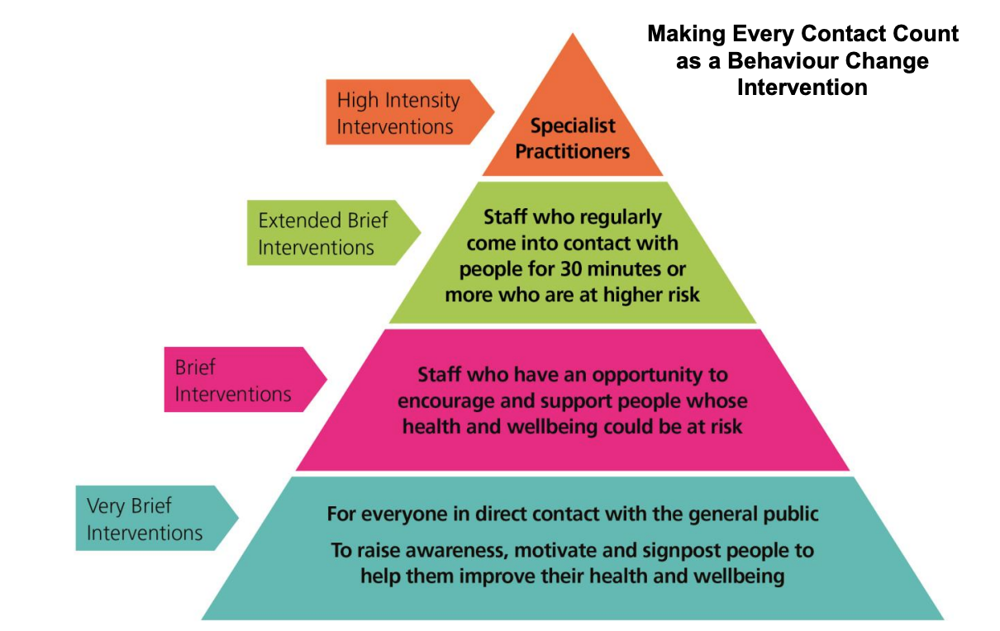 Making Every Contact Count
as a Behaviour Change
Intervention
High Intensity
Interventions
Specialist
Practitioners
Extended Brief
Interventions
Staff who regularly
come into contact with
people for 30 minutes or
more who are at higher risk
Brief
Interventions
Staff who have an opportunity to
encourage and support people whose
health and wellbeing could be at risk
Very Brief
Interventions
For everyone in direct contact with the general public
To raise awareness, motivate and signpost people to
help them improve their health and wellbeing